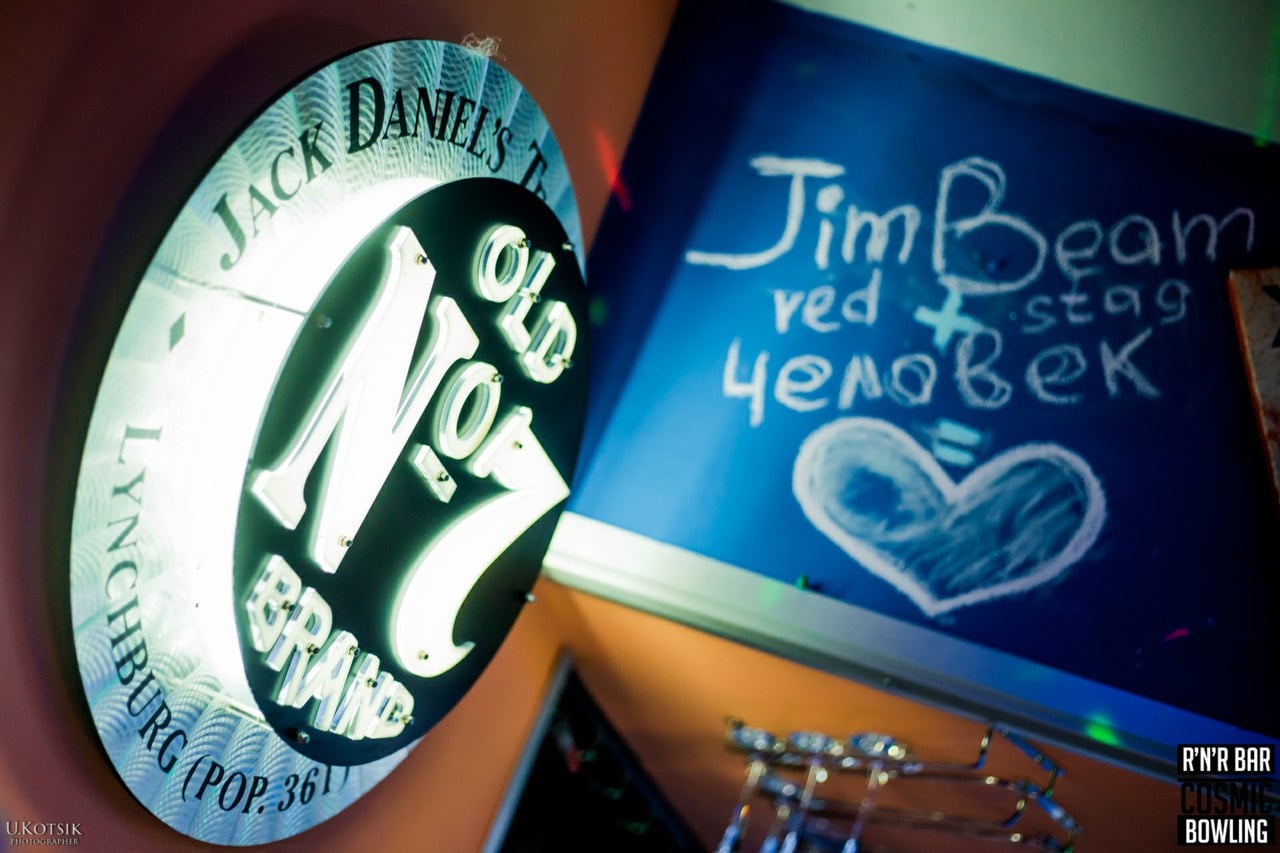 JACK DANIEL'S
OLD
No. 7
BRAND
LYNCHBURG (POP. 361)
Jim Beam
red + stag
человек
=
R'N'R BAR
COSMIC
BOWLING
U.KOTSIK
PHOTOGRAPHER